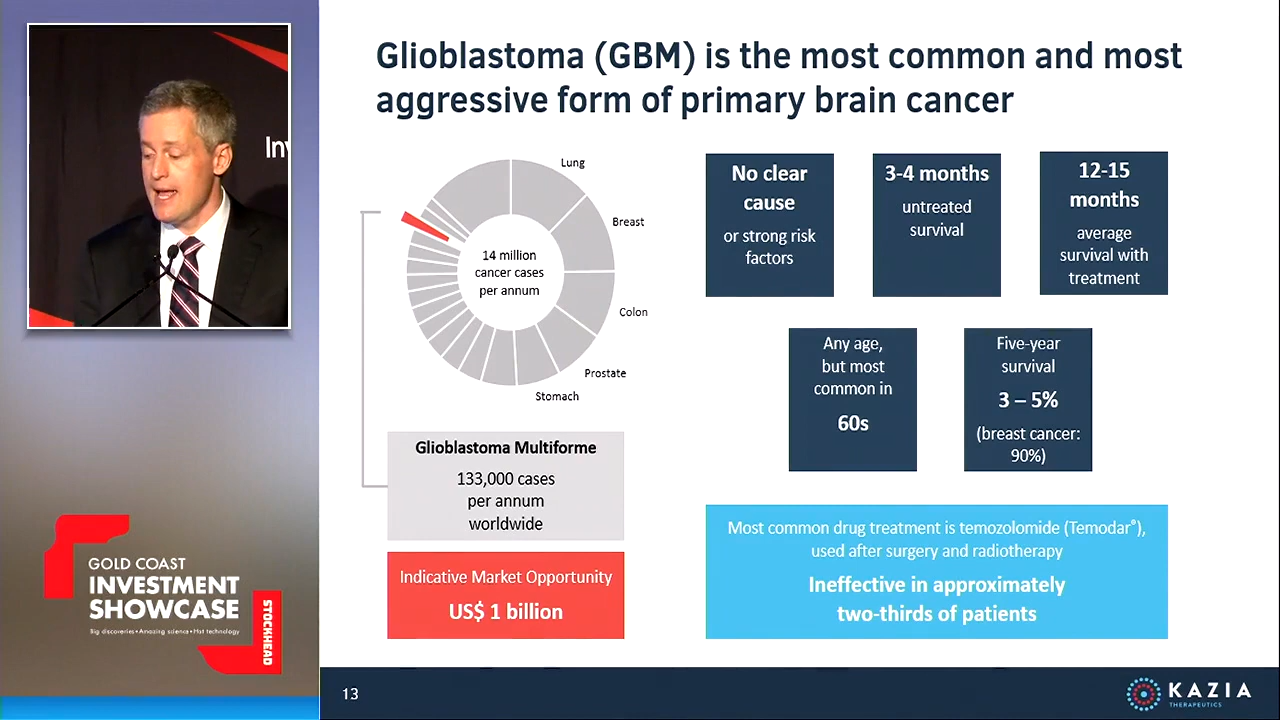 Glioblastoma (GBM) is the most common and most
aggressive form of primary brain cancer
In
Lung
Breast
Colon
Prostate
Stomach
14 million
cancer cases
per annum
Glioblastoma Multiforme
133,000 cases
per annum
worldwide
Indicative Market Opportunity
US$ 1 billion
No clear
cause
or strong risk
factors
3-4 months
untreated
survival
12-15
months
average
survival with
treatment
Any age,
but most
common in
60s
Five-year
survival
3 – 5%
(breast cancer:
90%)
Most common drug treatment is temozolomide (Temodar®),
used after surgery and radiotherapy
Ineffective in approximately
two-thirds of patients
GOLD COAST
INVESTMENT
SHOWCASE
Big discoveries • Amazing science • Hot technology
STOCKHEAD
13
KAZIA
THERAPEUTICS